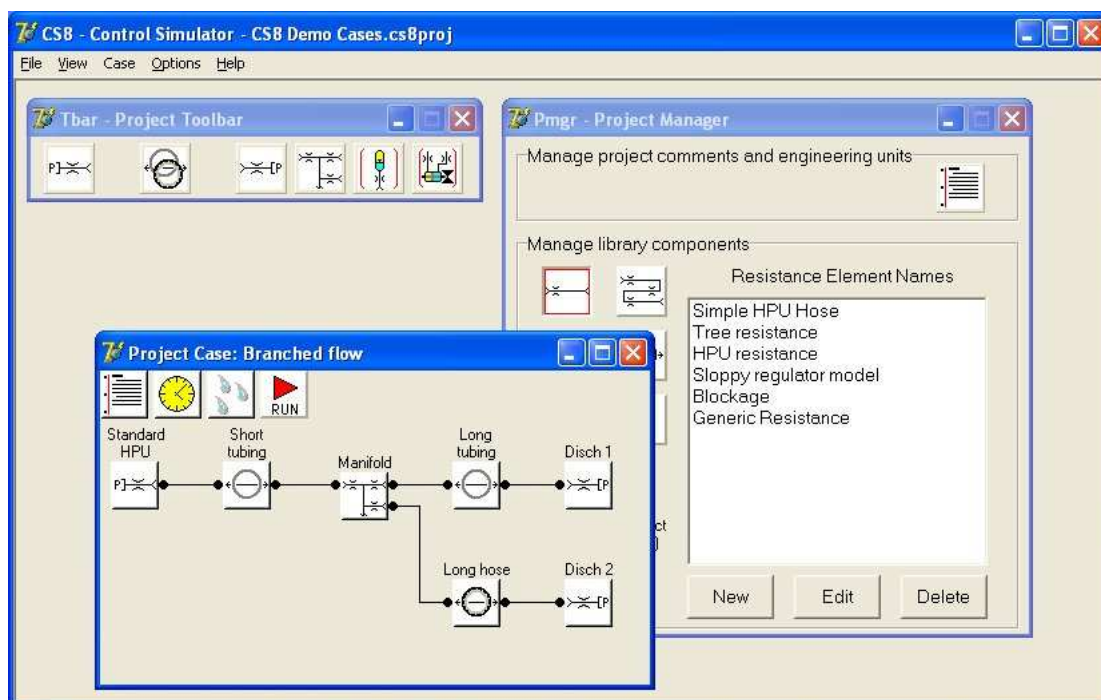 CS8 - Control Simulator - CS8 Demo Cases.cs8proj
File View Case Options Help
Tbar - Project Toolbar
P
P
Pmgr - Project Manager
Manage project comments and engineering units
Manage library components
Resistance Element Names
Simple HPU Hose
Tree resistance
HPU resistance
Sloppy regulator model
Blockage
Generic Resistance
New Edit Delete
Project Case: Branched flow
RUN
Standard
HPU
Short
tubing
Manifold
Long
tubing
Disch 1
P
P
Long hose
Disch 2
P